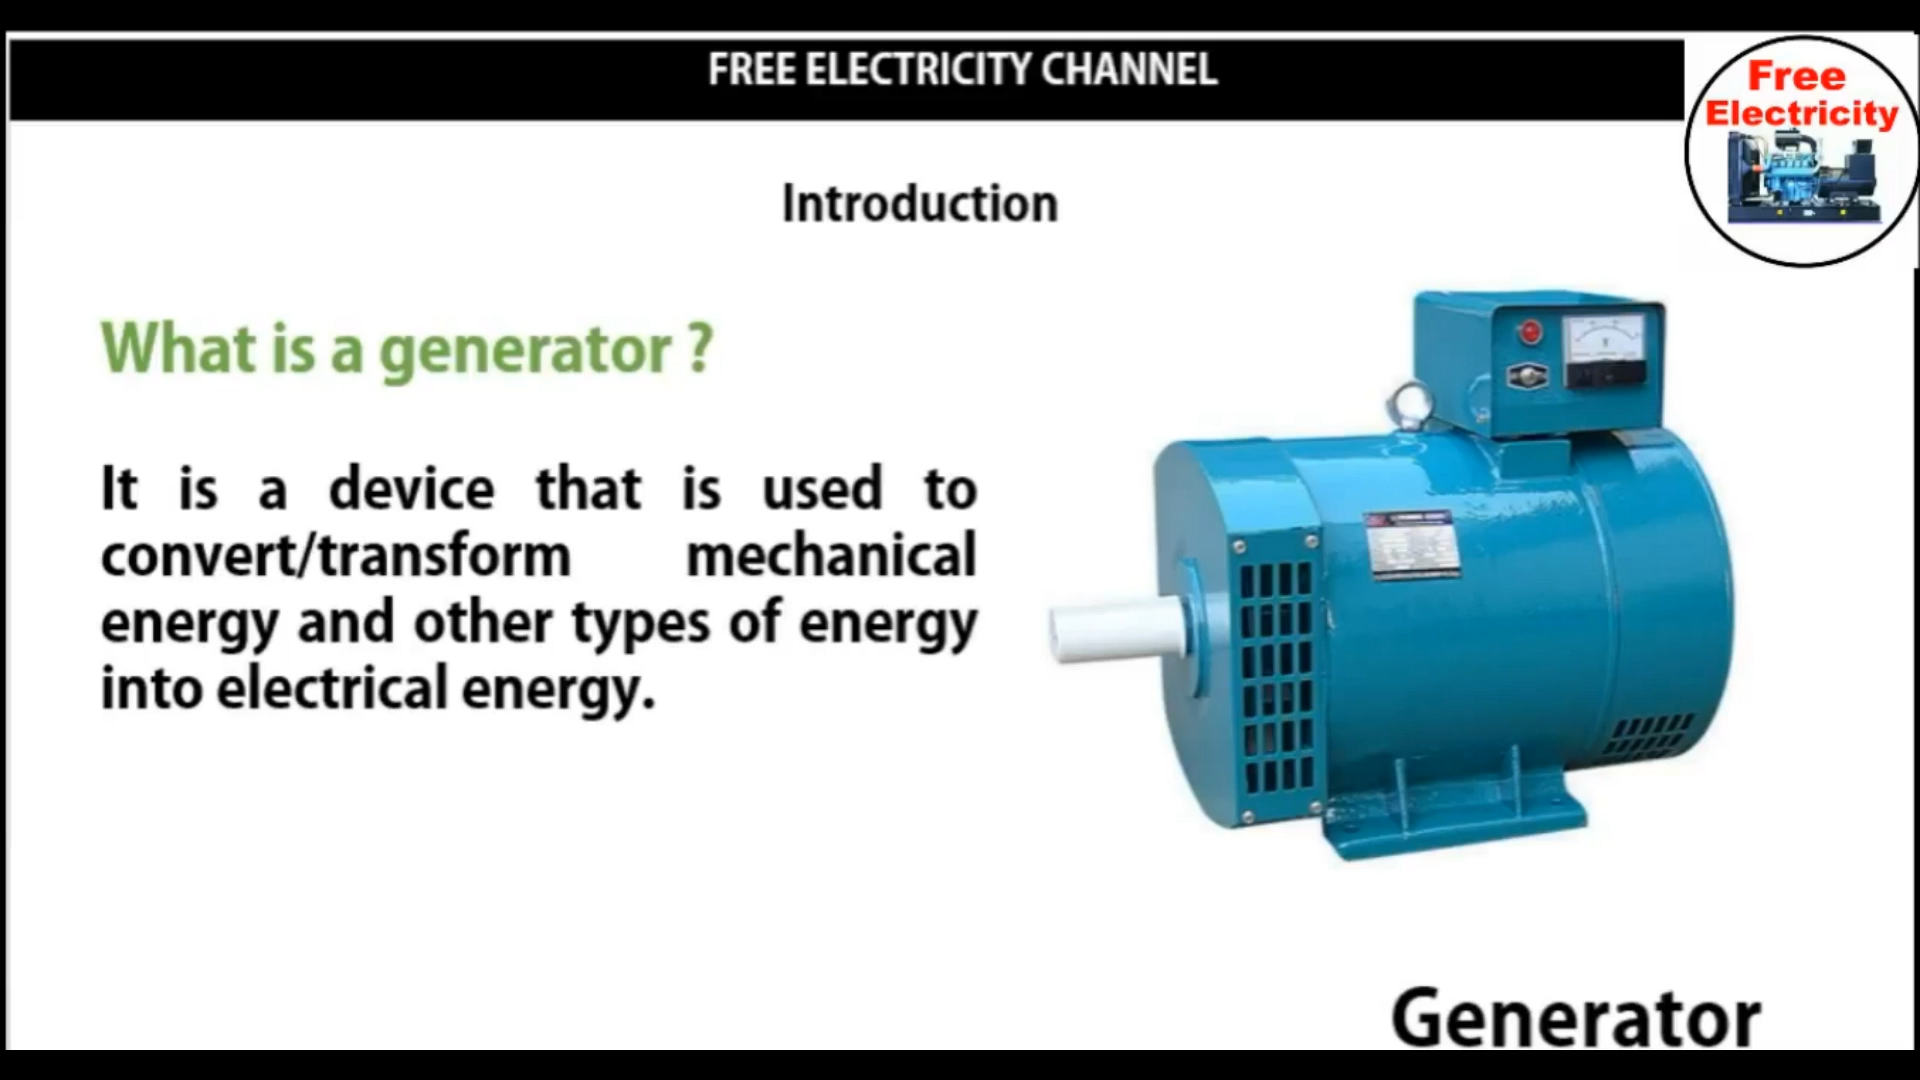 FREE ELECTRICITY CHANNEL
Free
Electricity
Introduction
What is a generator ?
It is a device that is used to
convert/transform mechanical
energy and other types of energy
into electrical energy.
Generator